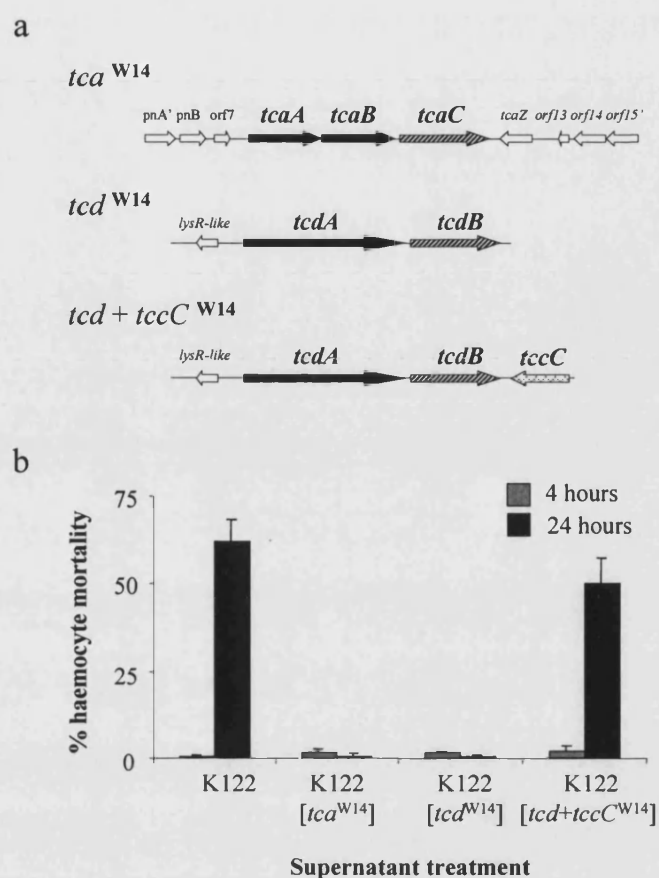 a
tca W14
pnA' pnB orf7 tcaA tcaB tcaC tcaZ orf13 orf14 orf15'
tcd W14
lysR-like tcdA tcdB
tcd + tccC W14
lysR-like tcdA tcdB tccC
b
75
50
25
0
% haemocyte mortality
4 hours
24 hours
K122
K122
[tcaW14]
K122
[tcdW14]
K122
[tcd+tccCW14]
Supernatant treatment